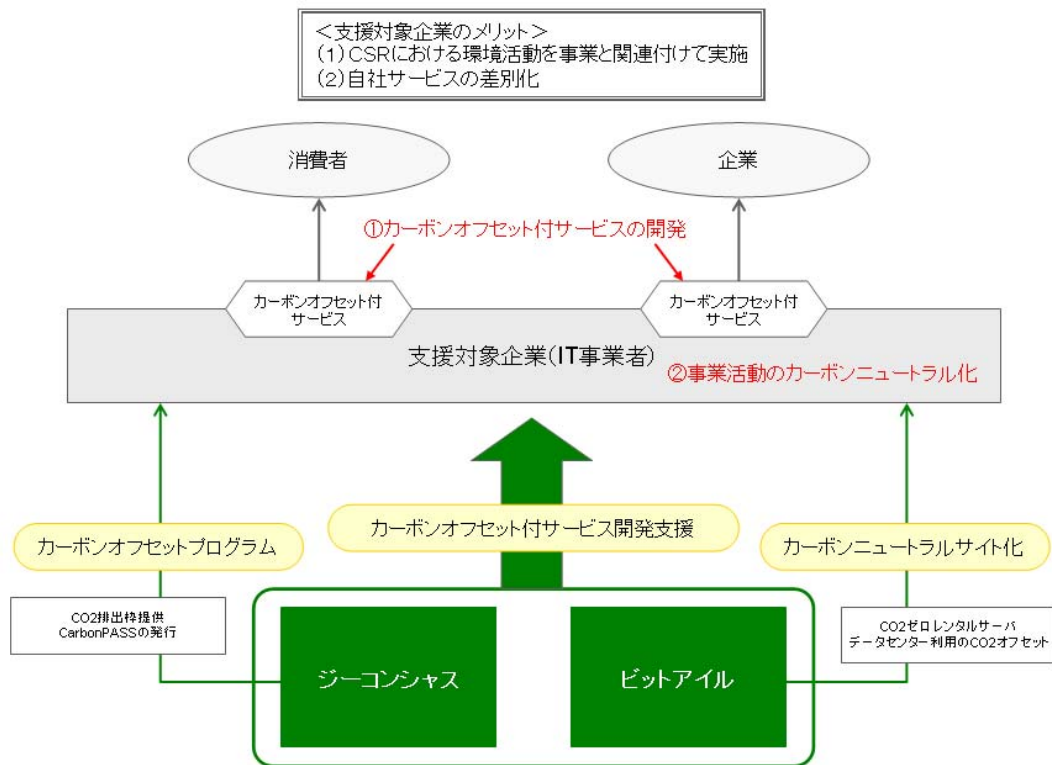 ＜支援対象企業のメリット＞
(1)CSRにおける環境活動を事業と関連付けて実施
(2)自社サービスの差別化
消費者
企業
①カーボンオフセット付サービスの開発
カーボンオフセット付
サービス
カーボンオフセット付
サービス
支援対象企業(IT事業者)
②事業活動のカーボンニュートラル化
カーボンオフセットプログラム
カーボンオフセット付サービス開発支援
カーボンニュートラルサイト化
CO2排出枠提供
CarbonPASSの発行
CO2ゼロレンタルサーバ
データセンター利用のCO2オフセット
ジーコンシャス
ビットアイル